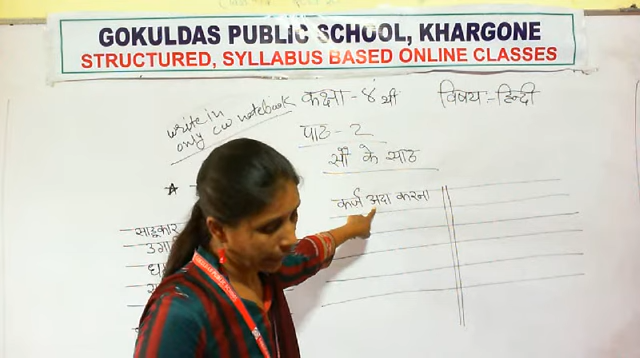 GOKULDAS PUBLIC SCHOOL, KHARGONE
STRUCTURED, SYLLABUS BASED ONLINE CLASSES
write in
only cw notebook
कक्षा - ४ थी
विषय:- हिन्दी
पाठ - 2
सौ के साठ
कर्ज अदा करना
साहूकार
उगा